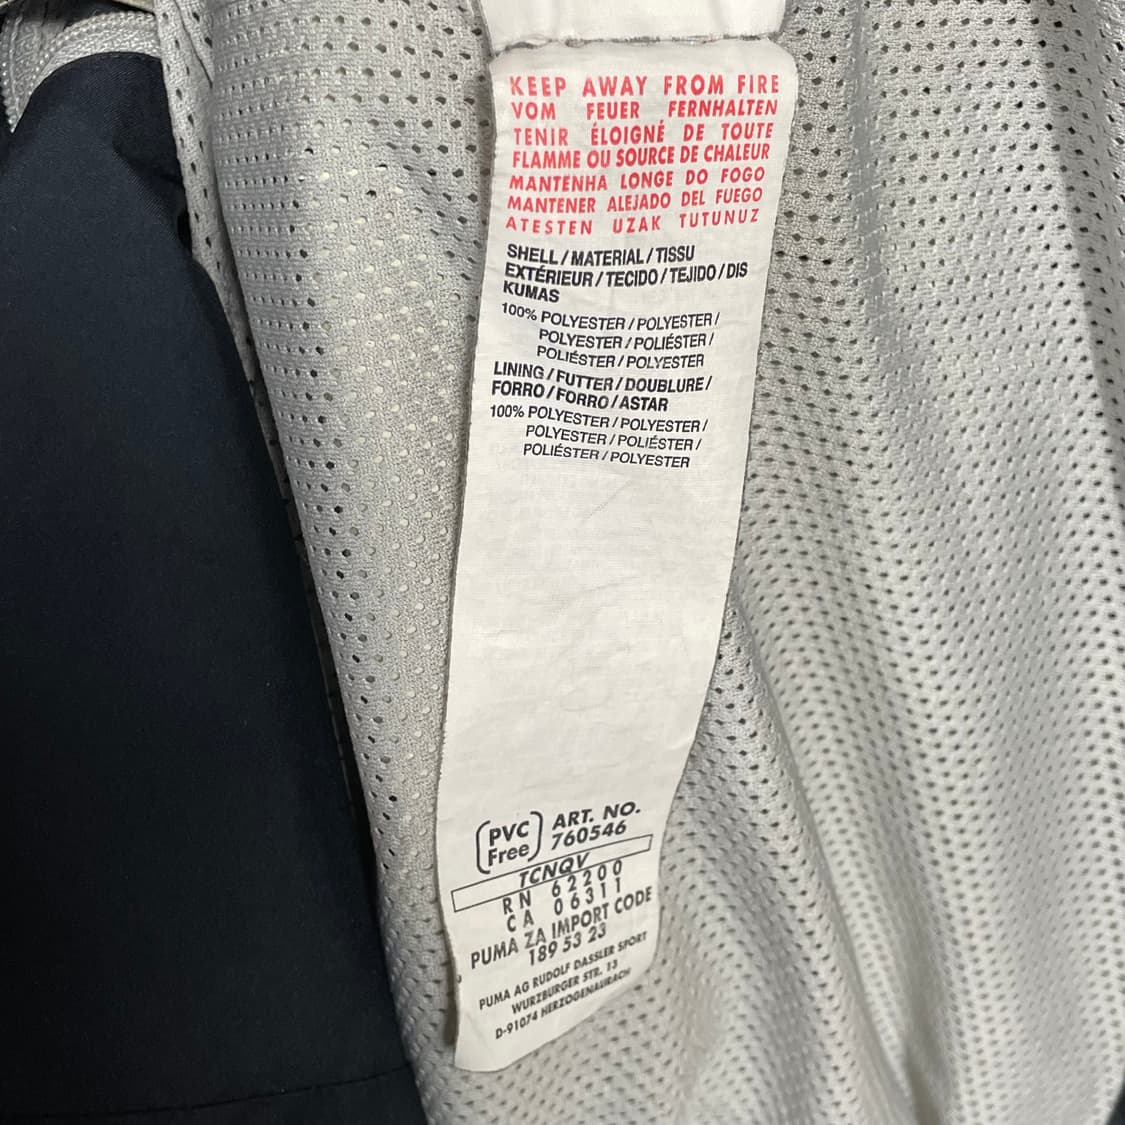 KEEP AWAY FROM FIRE
VOM FEUER FERNHALTEN
TENIR ÉLOIGNÉ DE TOUTE
FLAMME OU SOURCE DE CHALEUR
MANTENHA LONGE DO FOGO
MANTENER ALEJADO DEL FUEGO
ATESTEN UZAK TUTUNUZ
SHELL / MATERIAL / TISSU
EXTÉRIEUR / TECIDO / TEJIDO / DIS
KUMAS
100% POLYESTER / POLYESTER /
POLYESTER / POLIÉSTER /
POLIÉSTER / POLYESTER
LINING / FUTTER / DOUBLURE /
FORRO / FORRO / ASTAR
100% POLYESTER / POLYESTER /
POLYESTER / POLIÉSTER /
POLIÉSTER / POLYESTER
PVC Free
ART. NO.
760546
TCNQV
RN 62200
CA 06311
PUMA ZA IMPORT CODE
189 53 23
PUMA AG RUDOLF DASSLER SPORT
WURZBURGER STR. 13
D-91074 HERZOGENAURACH